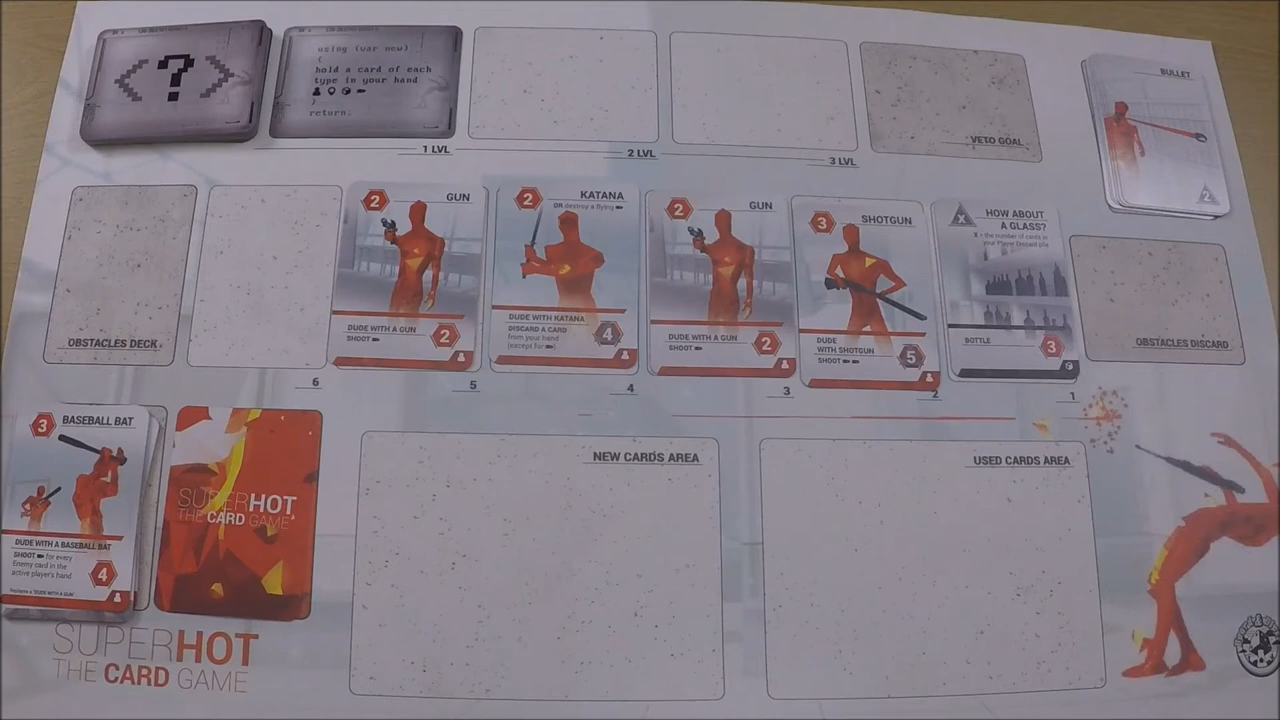 <?>
using (var new)
{
hold a card of each
type in your hand
}
return;
1 LVL
2 LVL
3 LVL
VETO GOAL
BULLET
2
OBSTACLES DECK
6
2
GUN
DUDE WITH A GUN
SHOOT
2
5
2
KATANA
OR destroy a flying
DUDE WITH KATANA
DISCARD A CARD
from your hand
(except for )
4
4
2
GUN
DUDE WITH A GUN
SHOOT
2
3
3
SHOTGUN
DUDE
WITH SHOTGUN
SHOOT
5
2
X
HOW ABOUT
A GLASS?
X = the number of cards in
your Player Discard pile
BOTTLE
3
1
OBSTACLES DISCARD
3
BASEBALL BAT
DUDE WITH A BASEBALL BAT
SHOOT for every
Enemy card in the
active player's hand
4
"DUDE WITH A GUN"
SUPERHOT
THE CARD GAME
NEW CARDS AREA
USED CARDS AREA
SUPERHOT
THE CARD GAME